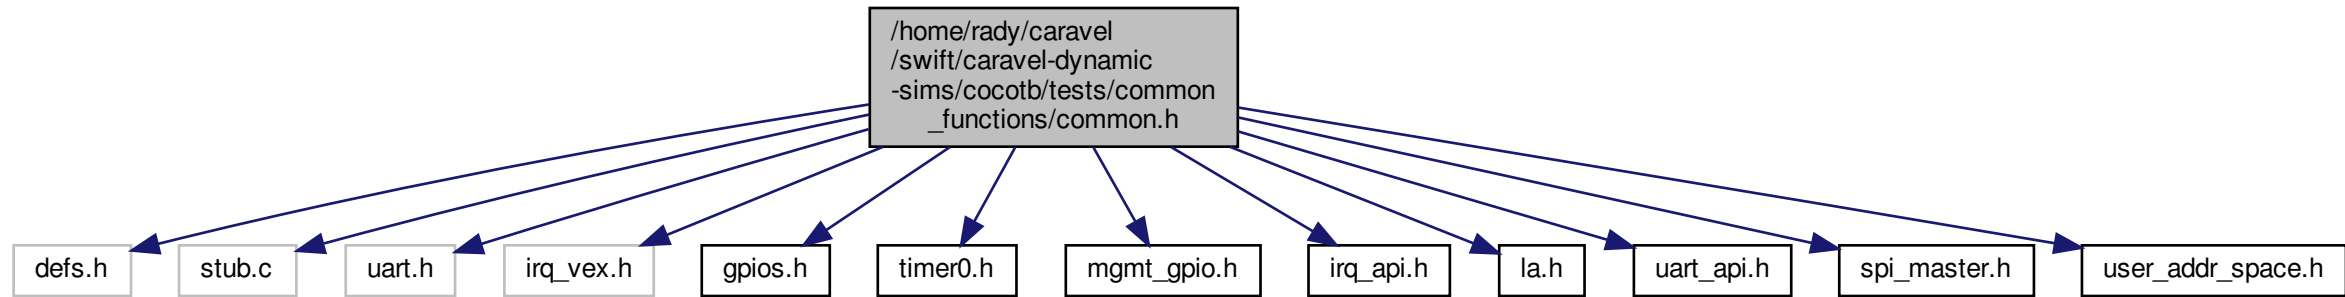 /home/rady/caravel
/swift/caravel-dynamic
-sims/cocotb/tests/common
_functions/common.h
defs.h
stub.c
uart.h
irq_vex.h
gpios.h
timer0.h
mgmt_gpio.h
irq_api.h
la.h
uart_api.h
spi_master.h
user_addr_space.h